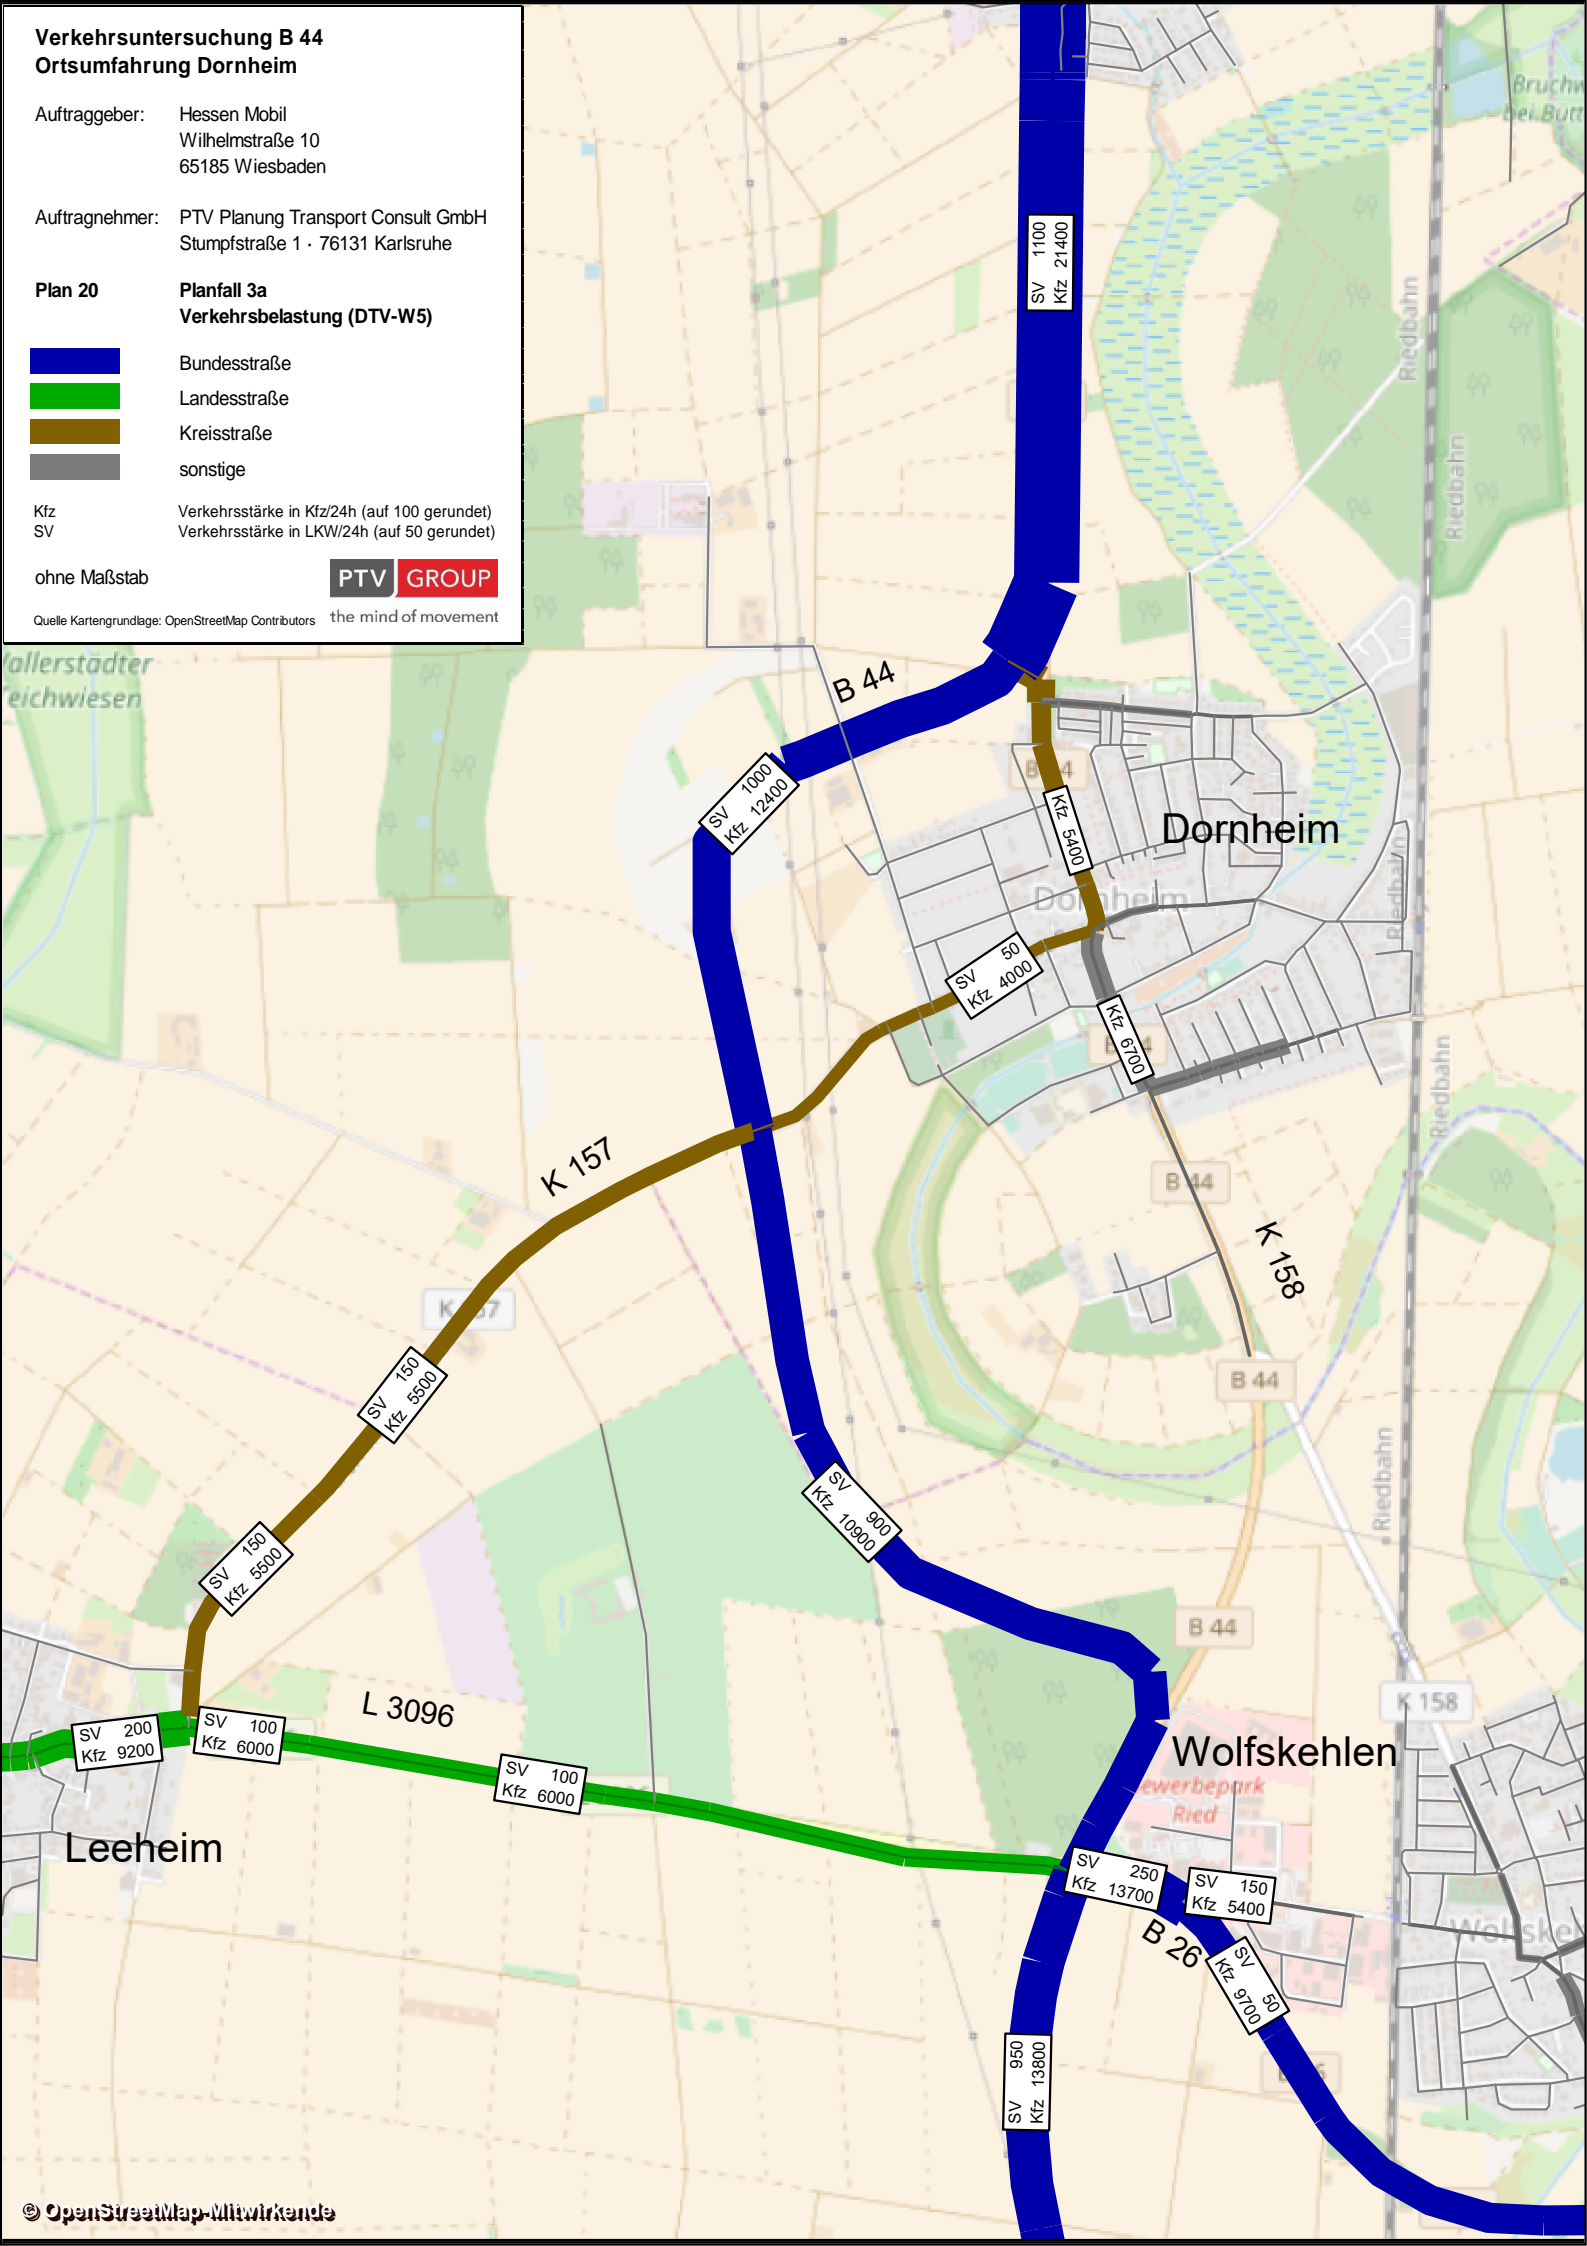 Verkehrsuntersuchung B 44
Ortsumfahrung Dornheim
Auftraggeber: Hessen Mobil
Wilhelmstraße 10
65185 Wiesbaden
Auftragnehmer: PTV Planung Transport Consult GmbH
Stumpfstraße 1 · 76131 Karlsruhe
Plan 20 Planfall 3a
Verkehrsbelastung (DTV-W5)
Bundesstraße
Landesstraße
Kreisstraße
sonstige
Kfz Verkehrsstärke in Kfz/24h (auf 100 gerundet)
SV Verkehrsstärke in LKW/24h (auf 50 gerundet)
ohne Maßstab
PTV GROUP
the mind of movement
Quelle Kartengrundlage: OpenStreetMap Contributors
bei Bütt
SV 1100
Kfz 21400
Riedbahn
Riedbahn
allerstädter
eichwiesen
B 44
SV 1000
Kfz 12400
Kfz 5400
Dornheim
Riedbahn
SV 50
Kfz 4000
Kfz 6700
Riedbahn
K 157
B 44
K 158
SV 150
Kfz 5500
B 44
Riedbahn
SV 900
Kfz 10900
SV 150
Kfz 5500
B 44
K 158
L 3096
SV 200
Kfz 9200
SV 100
Kfz 6000
Wolfskehlen
SV 100
Kfz 6000
ewerbepark
Ried
Leeheim
SV 250
Kfz 13700
SV 150
Kfz 5400
B 26
SV 50
Kfz 9700
SV 950
Kfz 13800
© OpenStreetMap-Mitwirkende